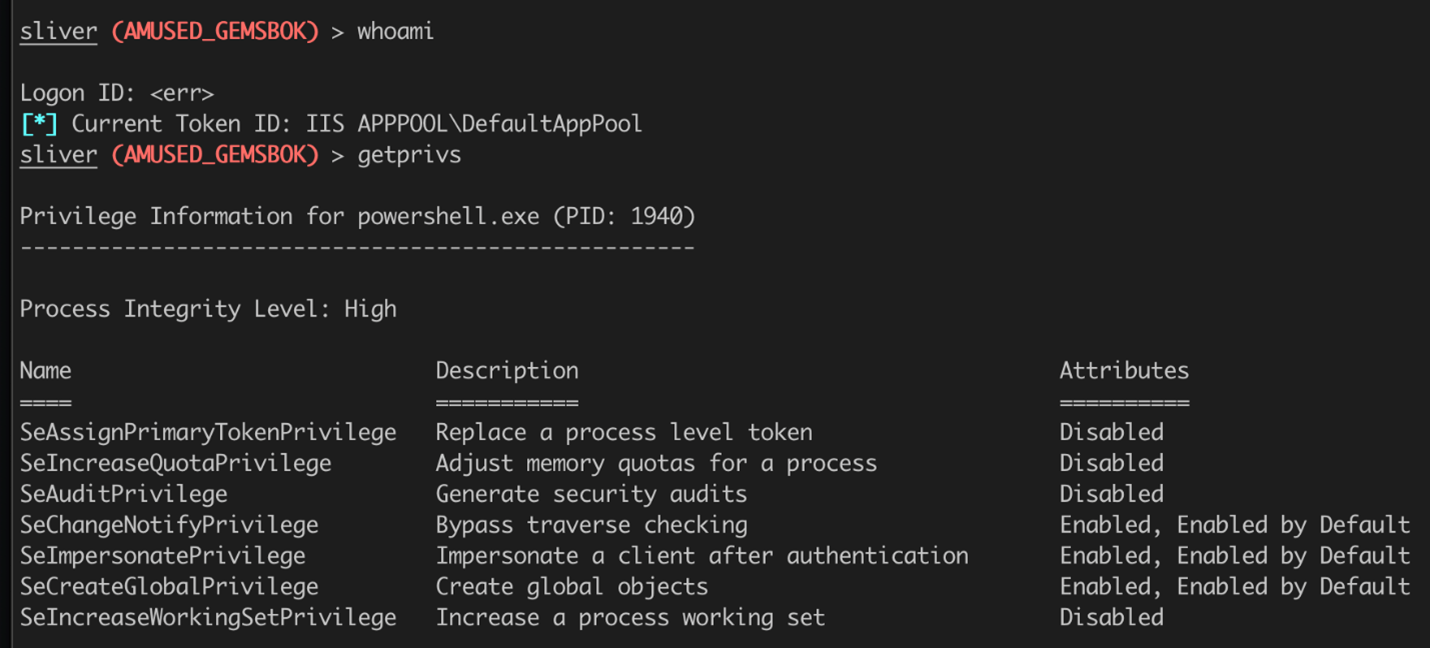 sliver (AMUSED_GEMSBOK) > whoami
Logon ID: <err>
[*] Current Token ID: IIS APPPOOL\DefaultAppPool
sliver (AMUSED_GEMSBOK) > getprivs
Privilege Information for powershell.exe (PID: 1940)
----------------------------------------------------
Process Integrity Level: High
Name Description Attributes
==== =========== ==========
SeAssignPrimaryTokenPrivilege Replace a process level token Disabled
SeIncreaseQuotaPrivilege Adjust memory quotas for a process Disabled
SeAuditPrivilege Generate security audits Disabled
SeChangeNotifyPrivilege Bypass traverse checking Enabled, Enabled by Default
SeImpersonatePrivilege Impersonate a client after authentication Enabled, Enabled by Default
SeCreateGlobalPrivilege Create global objects Enabled, Enabled by Default
SeIncreaseWorkingSetPrivilege Increase a process working set Disabled